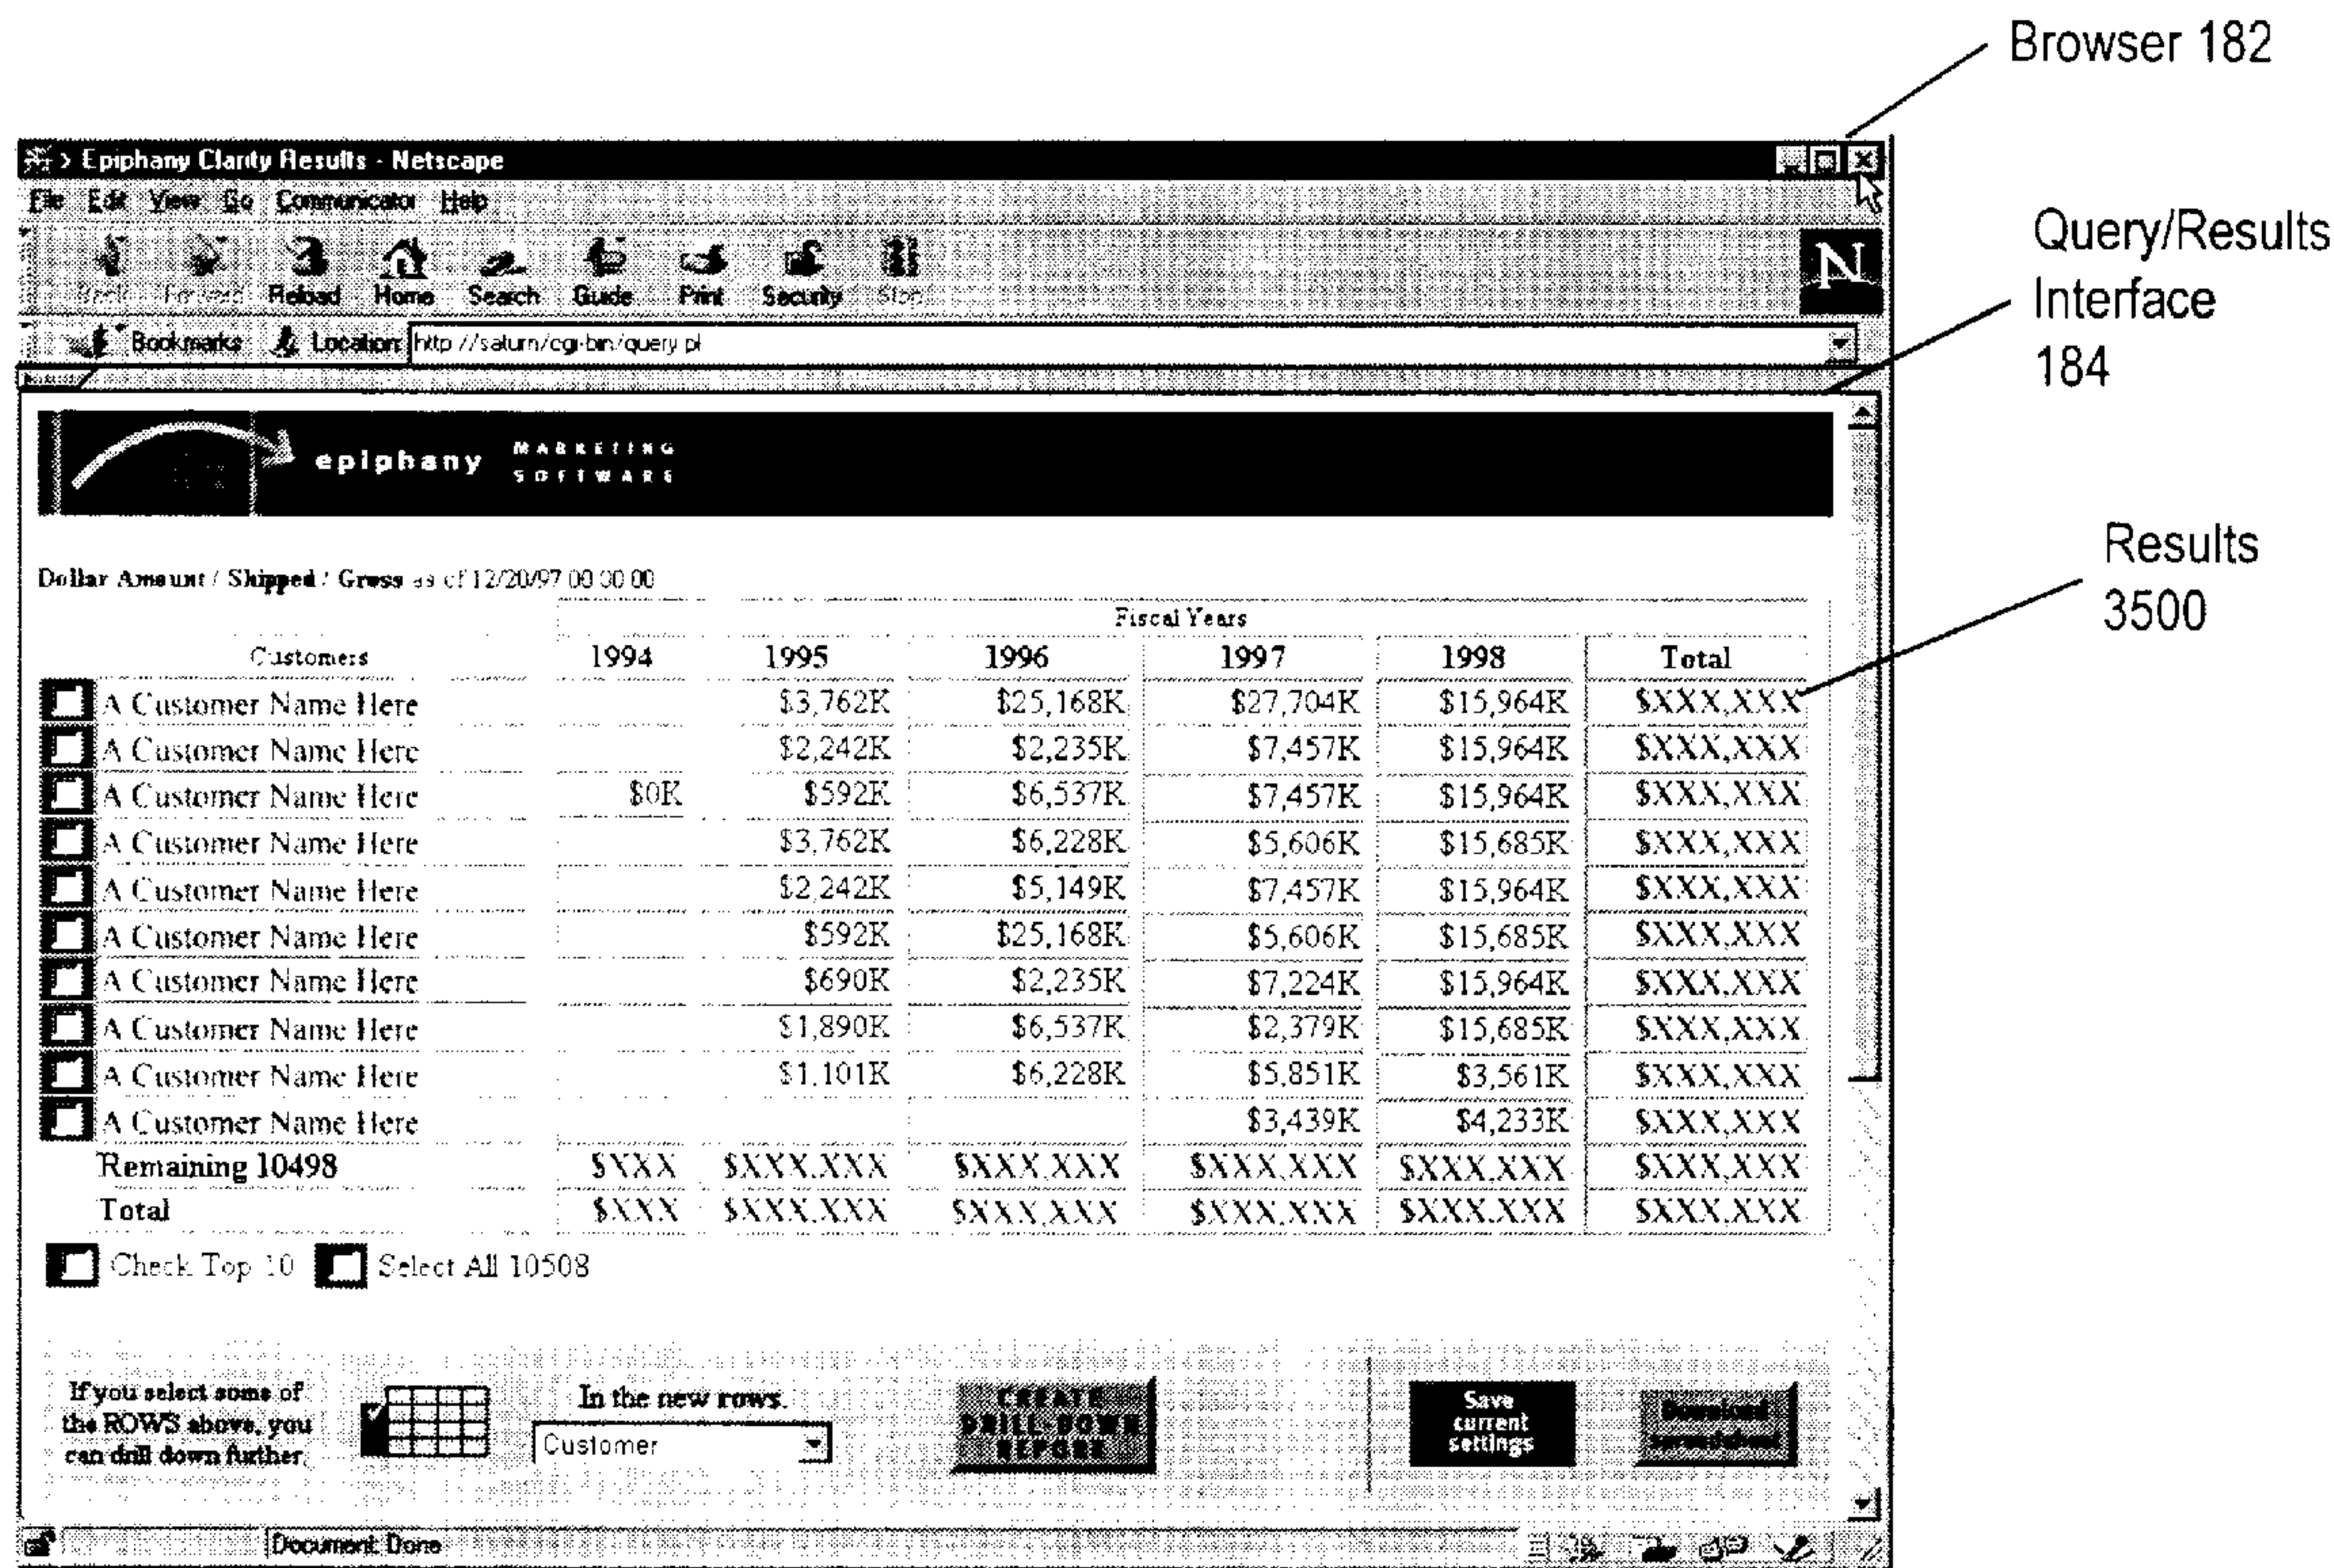 Browser 182
Epiphany Clarity Results - Netscape
File Edit View Go Communicator Help
Query/Results
Interface
184
N
Back Forward Reload Home Search Guide Print Security Stop
Bookmarks Location: http://saturn/cgi-bin/query.pl
epiphany MARKETING SOFTWARE
Results
3500
Dollar Amount / Shipped / Gross as of 12/20/97 00 00 00
Fiscal Years
Customers 1994 1995 1996 1997 1998 Total
A Customer Name Here $3,762K $25,168K $27,704K $15,964K $XXX,XXX
A Customer Name Here $2,242K $2,235K $7,457K $15,964K $XXX,XXX
A Customer Name Here $0K $592K $6,537K $7,457K $15,964K $XXX,XXX
A Customer Name Here $3,762K $6,228K $5,606K $15,685K $XXX,XXX
A Customer Name Here $2,242K $5,149K $7,457K $15,964K $XXX,XXX
A Customer Name Here $592K $25,168K $5,606K $15,685K $XXX,XXX
A Customer Name Here $690K $2,235K $7,224K $15,964K $XXX,XXX
A Customer Name Here $1,890K $6,537K $2,379K $15,685K $XXX,XXX
A Customer Name Here $1,101K $6,228K $5,851K $3,561K $XXX,XXX
A Customer Name Here $3,439K $4,233K $XXX,XXX
Remaining 10498 $XXX $XXX,XXX $XXX,XXX $XXX,XXX $XXX,XXX $XXX,XXX
Total $XXX $XXX,XXX $XXX,XXX $XXX,XXX $XXX,XXX $XXX,XXX
Check Top 10 Select All 10508
If you select some of
the ROWS above, you
can drill down further.
In the new rows.
Customer
CREATE
DRILL-DOWN
REPORT
Save
current
settings
Download
spreadsheet
Document: Done